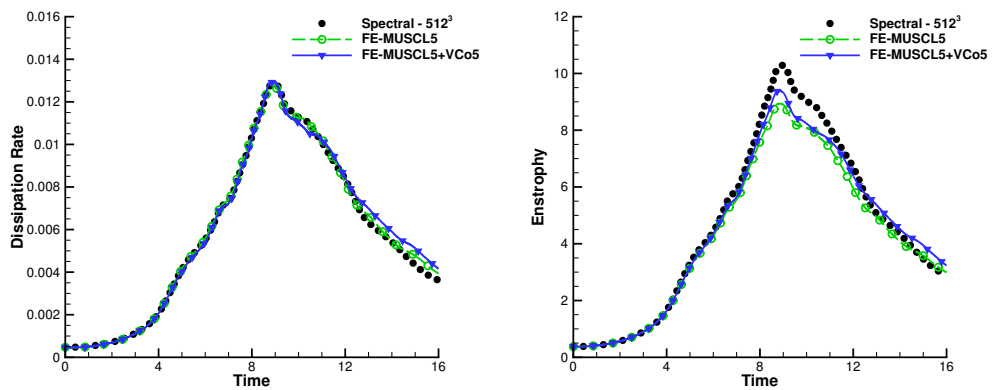 0.016
0.014
0.012
0.01
0.008
0.006
0.004
0.002
0
Dissipation Rate
0 4 8 12 16
Time
Spectral - 512³
FE-MUSCL5
FE-MUSCL5+VCo5
12
10
8
6
4
2
0
Enstrophy
0 4 8 12 16
Time
Spectral - 512³
FE-MUSCL5
FE-MUSCL5+VCo5